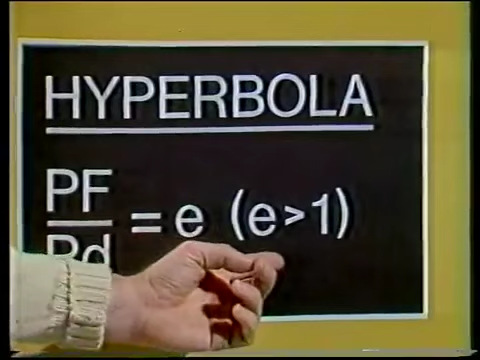 HYPERBOLA
PF
= e (e>1)
Pd